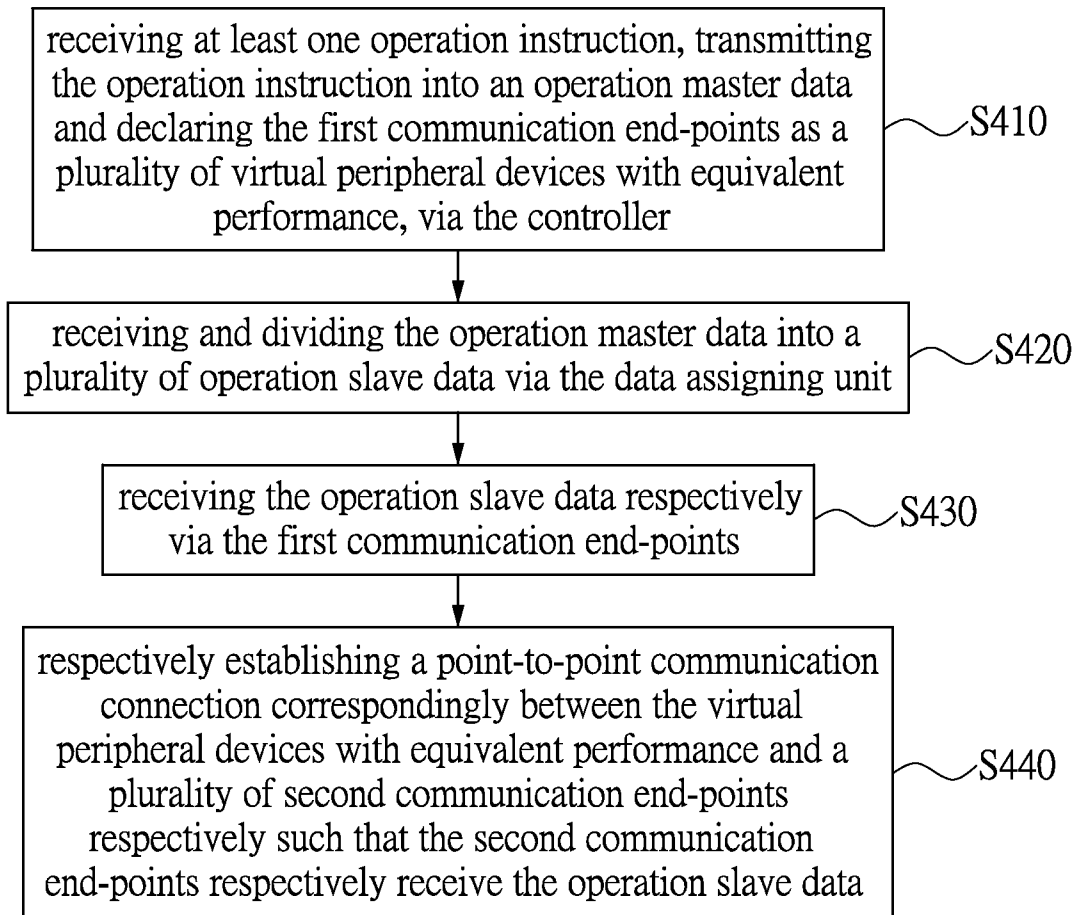 receiving at least one operation instruction, transmitting
the operation instruction into an operation master data
and declaring the first communication end-points as a
plurality of virtual peripheral devices with equivalent
performance, via the controller
S410
receiving and dividing the operation master data into a
plurality of operation slave data via the data assigning unit
S420
receiving the operation slave data respectively
via the first communication end-points
S430
respectively establishing a point-to-point communication
connection correspondingly between the virtual
peripheral devices with equivalent performance and a
plurality of second communication end-points
respectively such that the second communication
end-points respectively receive the operation slave data
S440